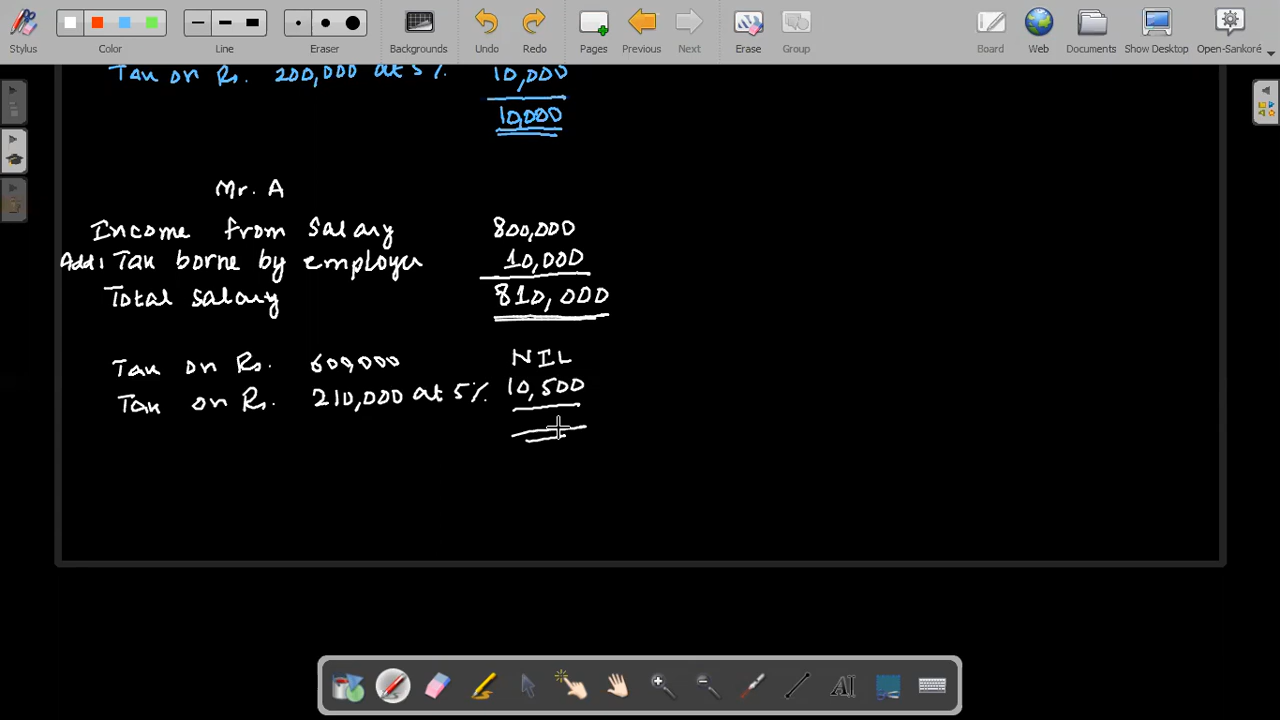 Stylus
Color
Line
Eraser
Backgrounds
Undo
Redo
Pages
Previous
Next
Erase
Group
Board
Web
Documents
Show Desktop
Open-Sankoré
Tax on Rs. 200,000 at 5% 10,000
10,000
Mr. A
Income from Salary 800,000
Add: Tax borne by employer 10,000
Total Salary 810,000
Tax on Rs. 600,000 NIL
Tax on Rs. 210,000 at 5% 10,500